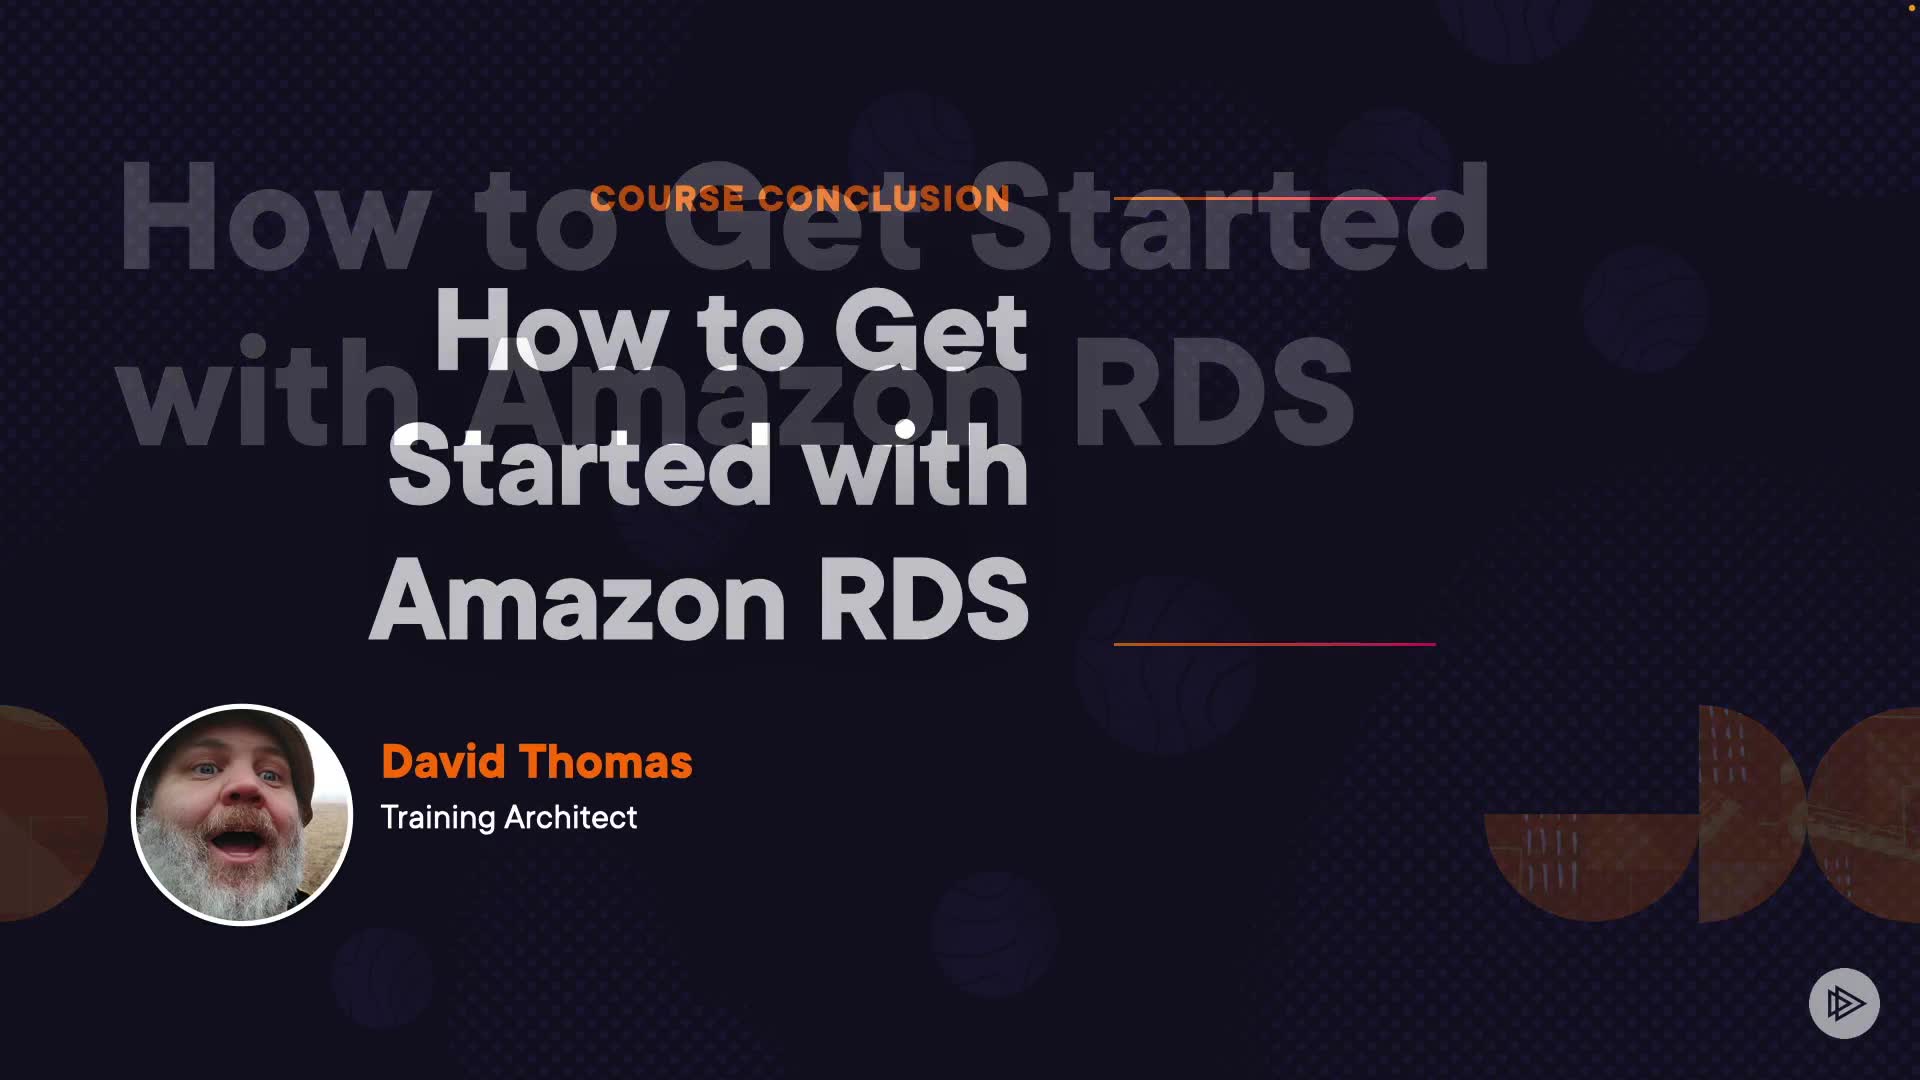 How to Get Started
with Amazon RDS
COURSE CONCLUSION
How to Get
Started with
Amazon RDS
David Thomas
Training Architect